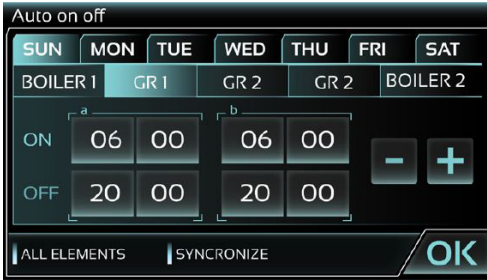 Auto on off
SUN MON TUE WED THU FRI SAT
BOILER 1 GR 1 GR 2 GR 2 BOILER 2
a b
ON 06 00 06 00 - +
OFF 20 00 20 00
ALL ELEMENTS SYNCRONIZE OK